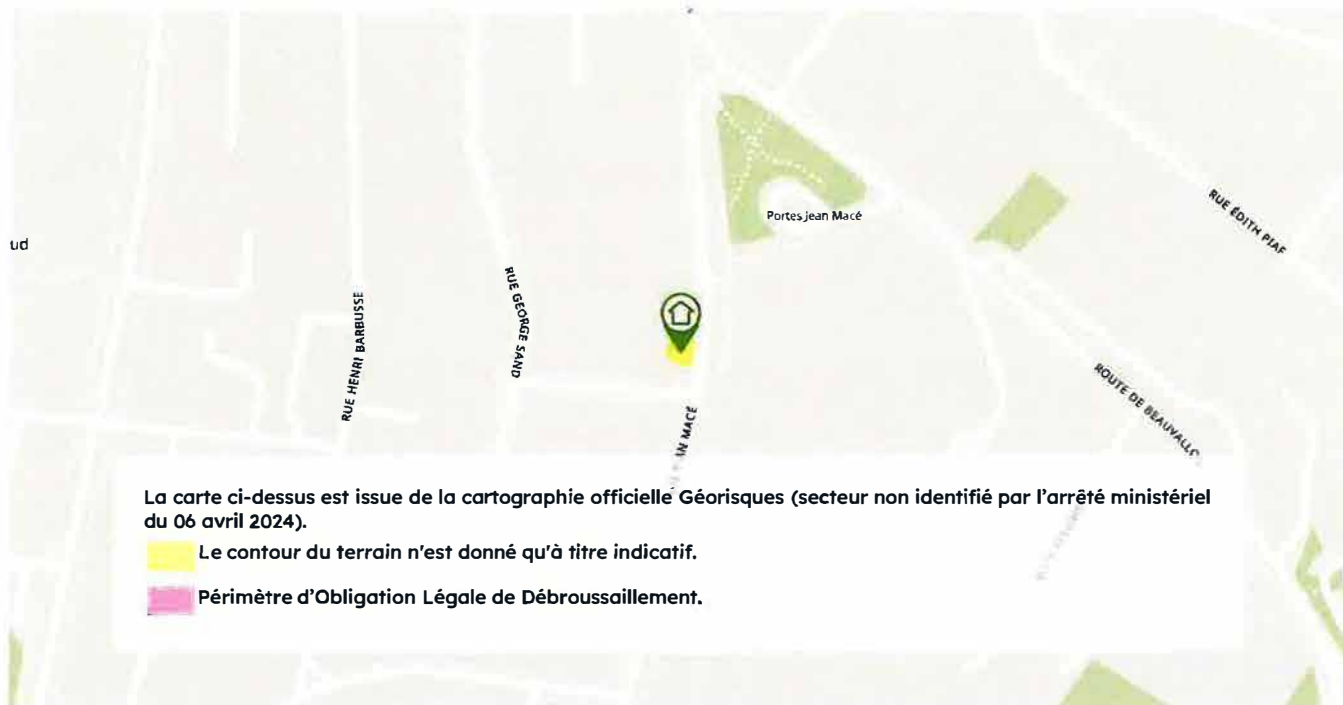 Portes Jean Macé
RUE ÉDITH PIAF
ud
RUE GEORGE SAND
RUE HENRI BARBUSSE
ROUTE DE BEAUVALLO
AN MACÉ
La carte ci-dessus est issue de la cartographie officielle Géorisques (secteur non identifié par l'arrêté ministériel
du 06 avril 2024).
Le contour du terrain n'est donné qu'à titre indicatif.
Périmètre d'Obligation Légale de Débroussaillement.